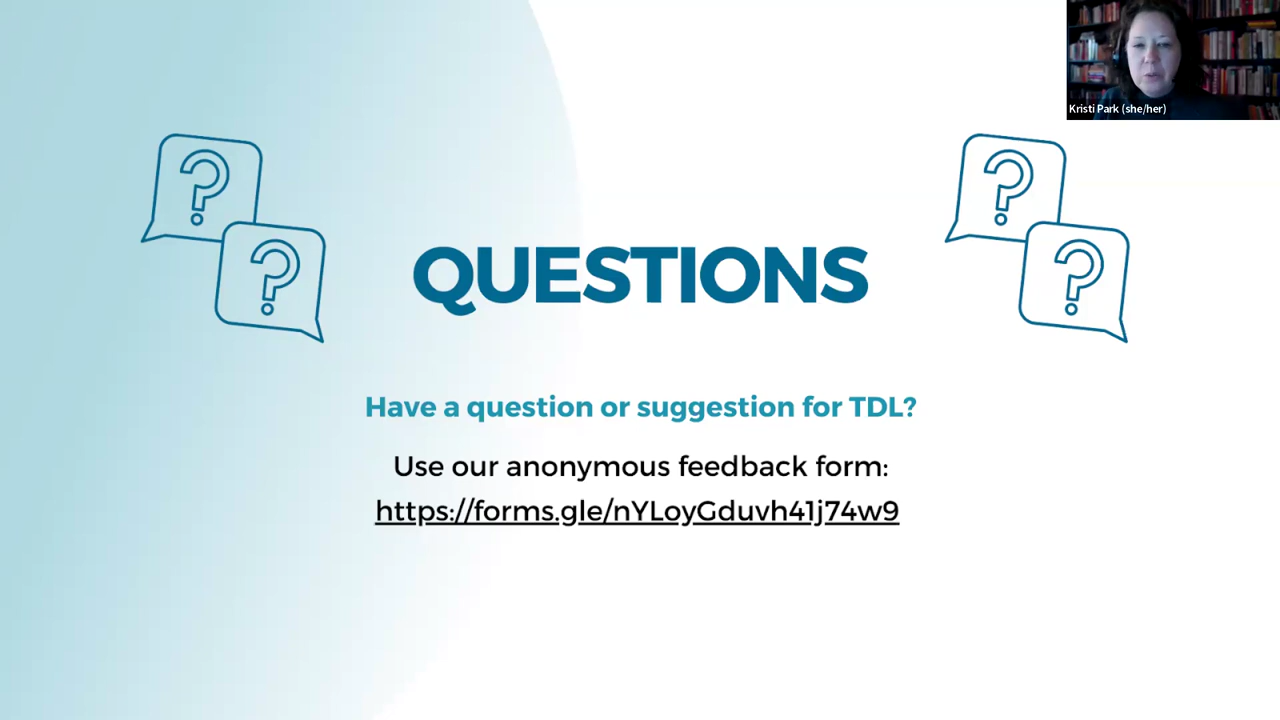 Kristi Park (she/her)
QUESTIONS
Have a question or suggestion for TDL?
Use our anonymous feedback form:
https://forms.gle/nYLoyGduvh41j74w9